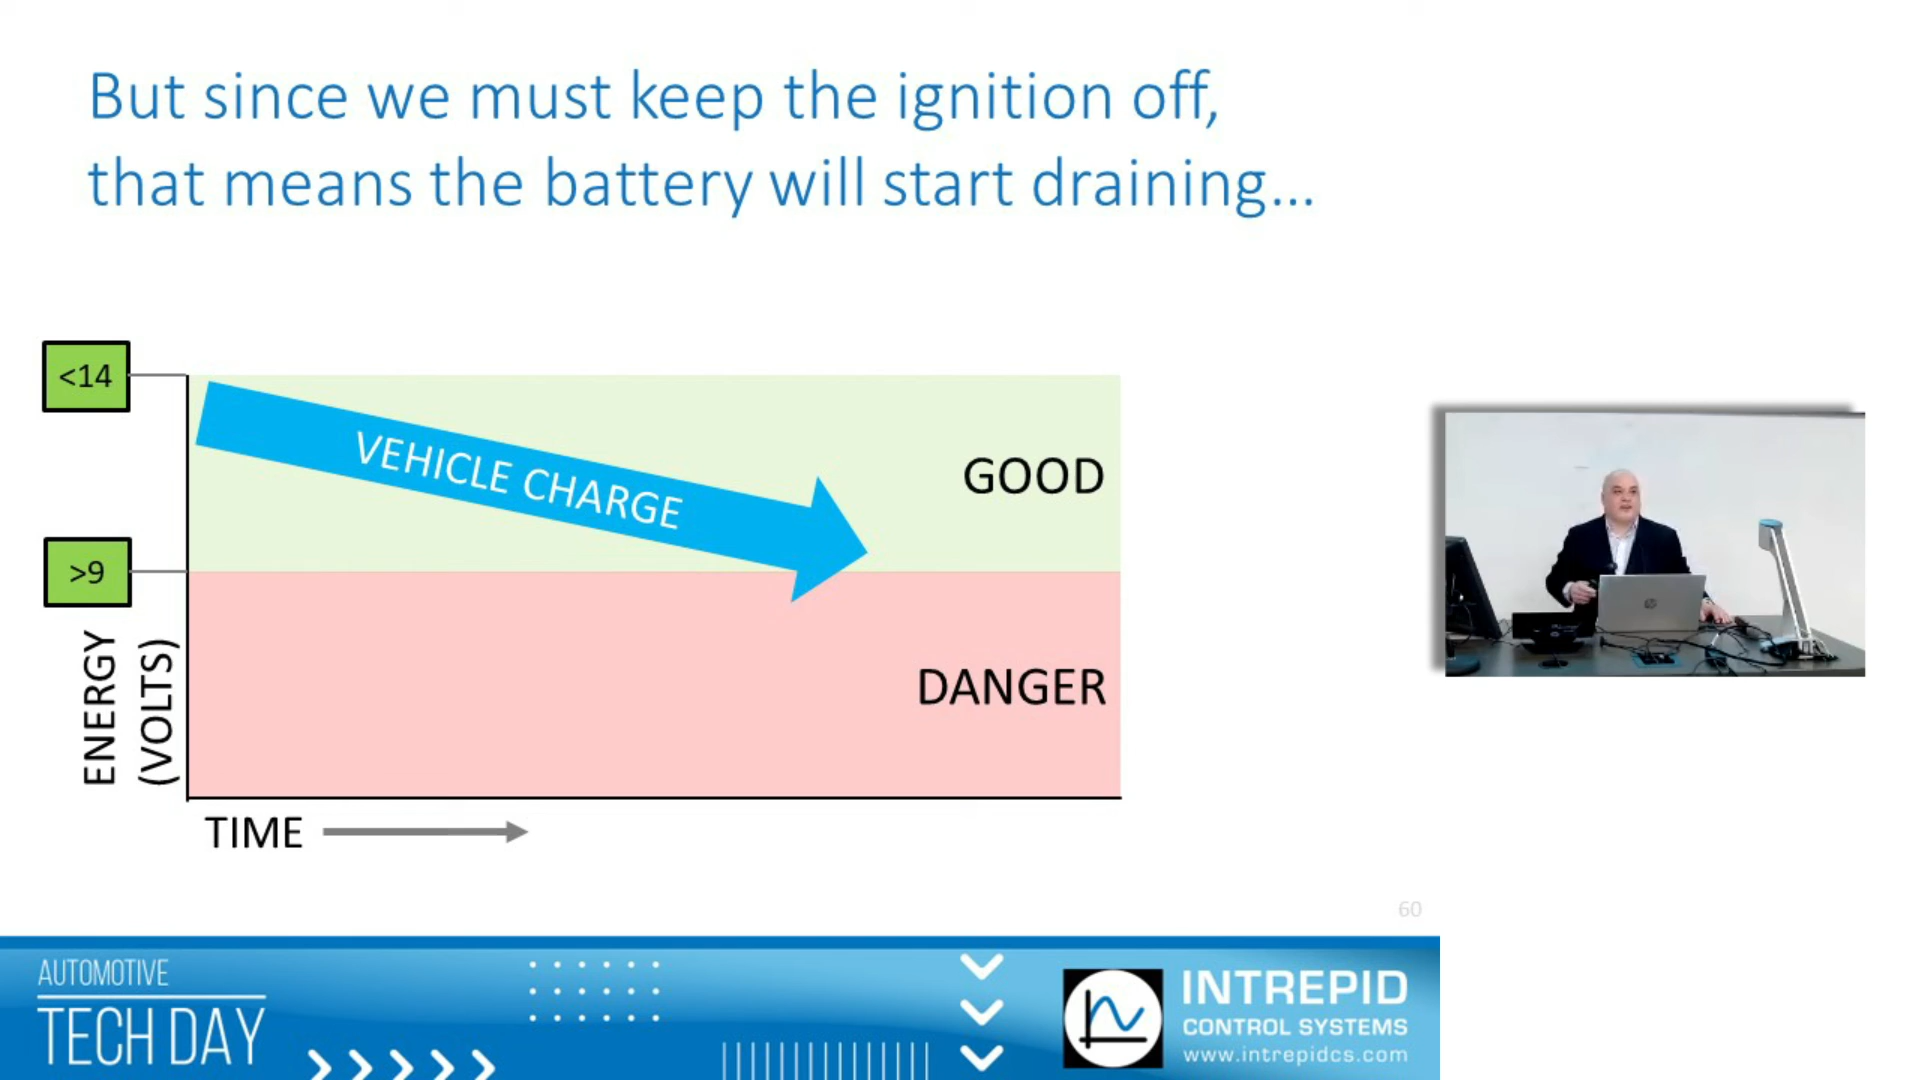 But since we must keep the ignition off,
that means the battery will start draining...
<14
VEHICLE CHARGE
GOOD
>9
DANGER
ENERGY
(VOLTS)
TIME
60
AUTOMOTIVE
TECH DAY
INTREPID
CONTROL SYSTEMS
www.intrepidcs.com